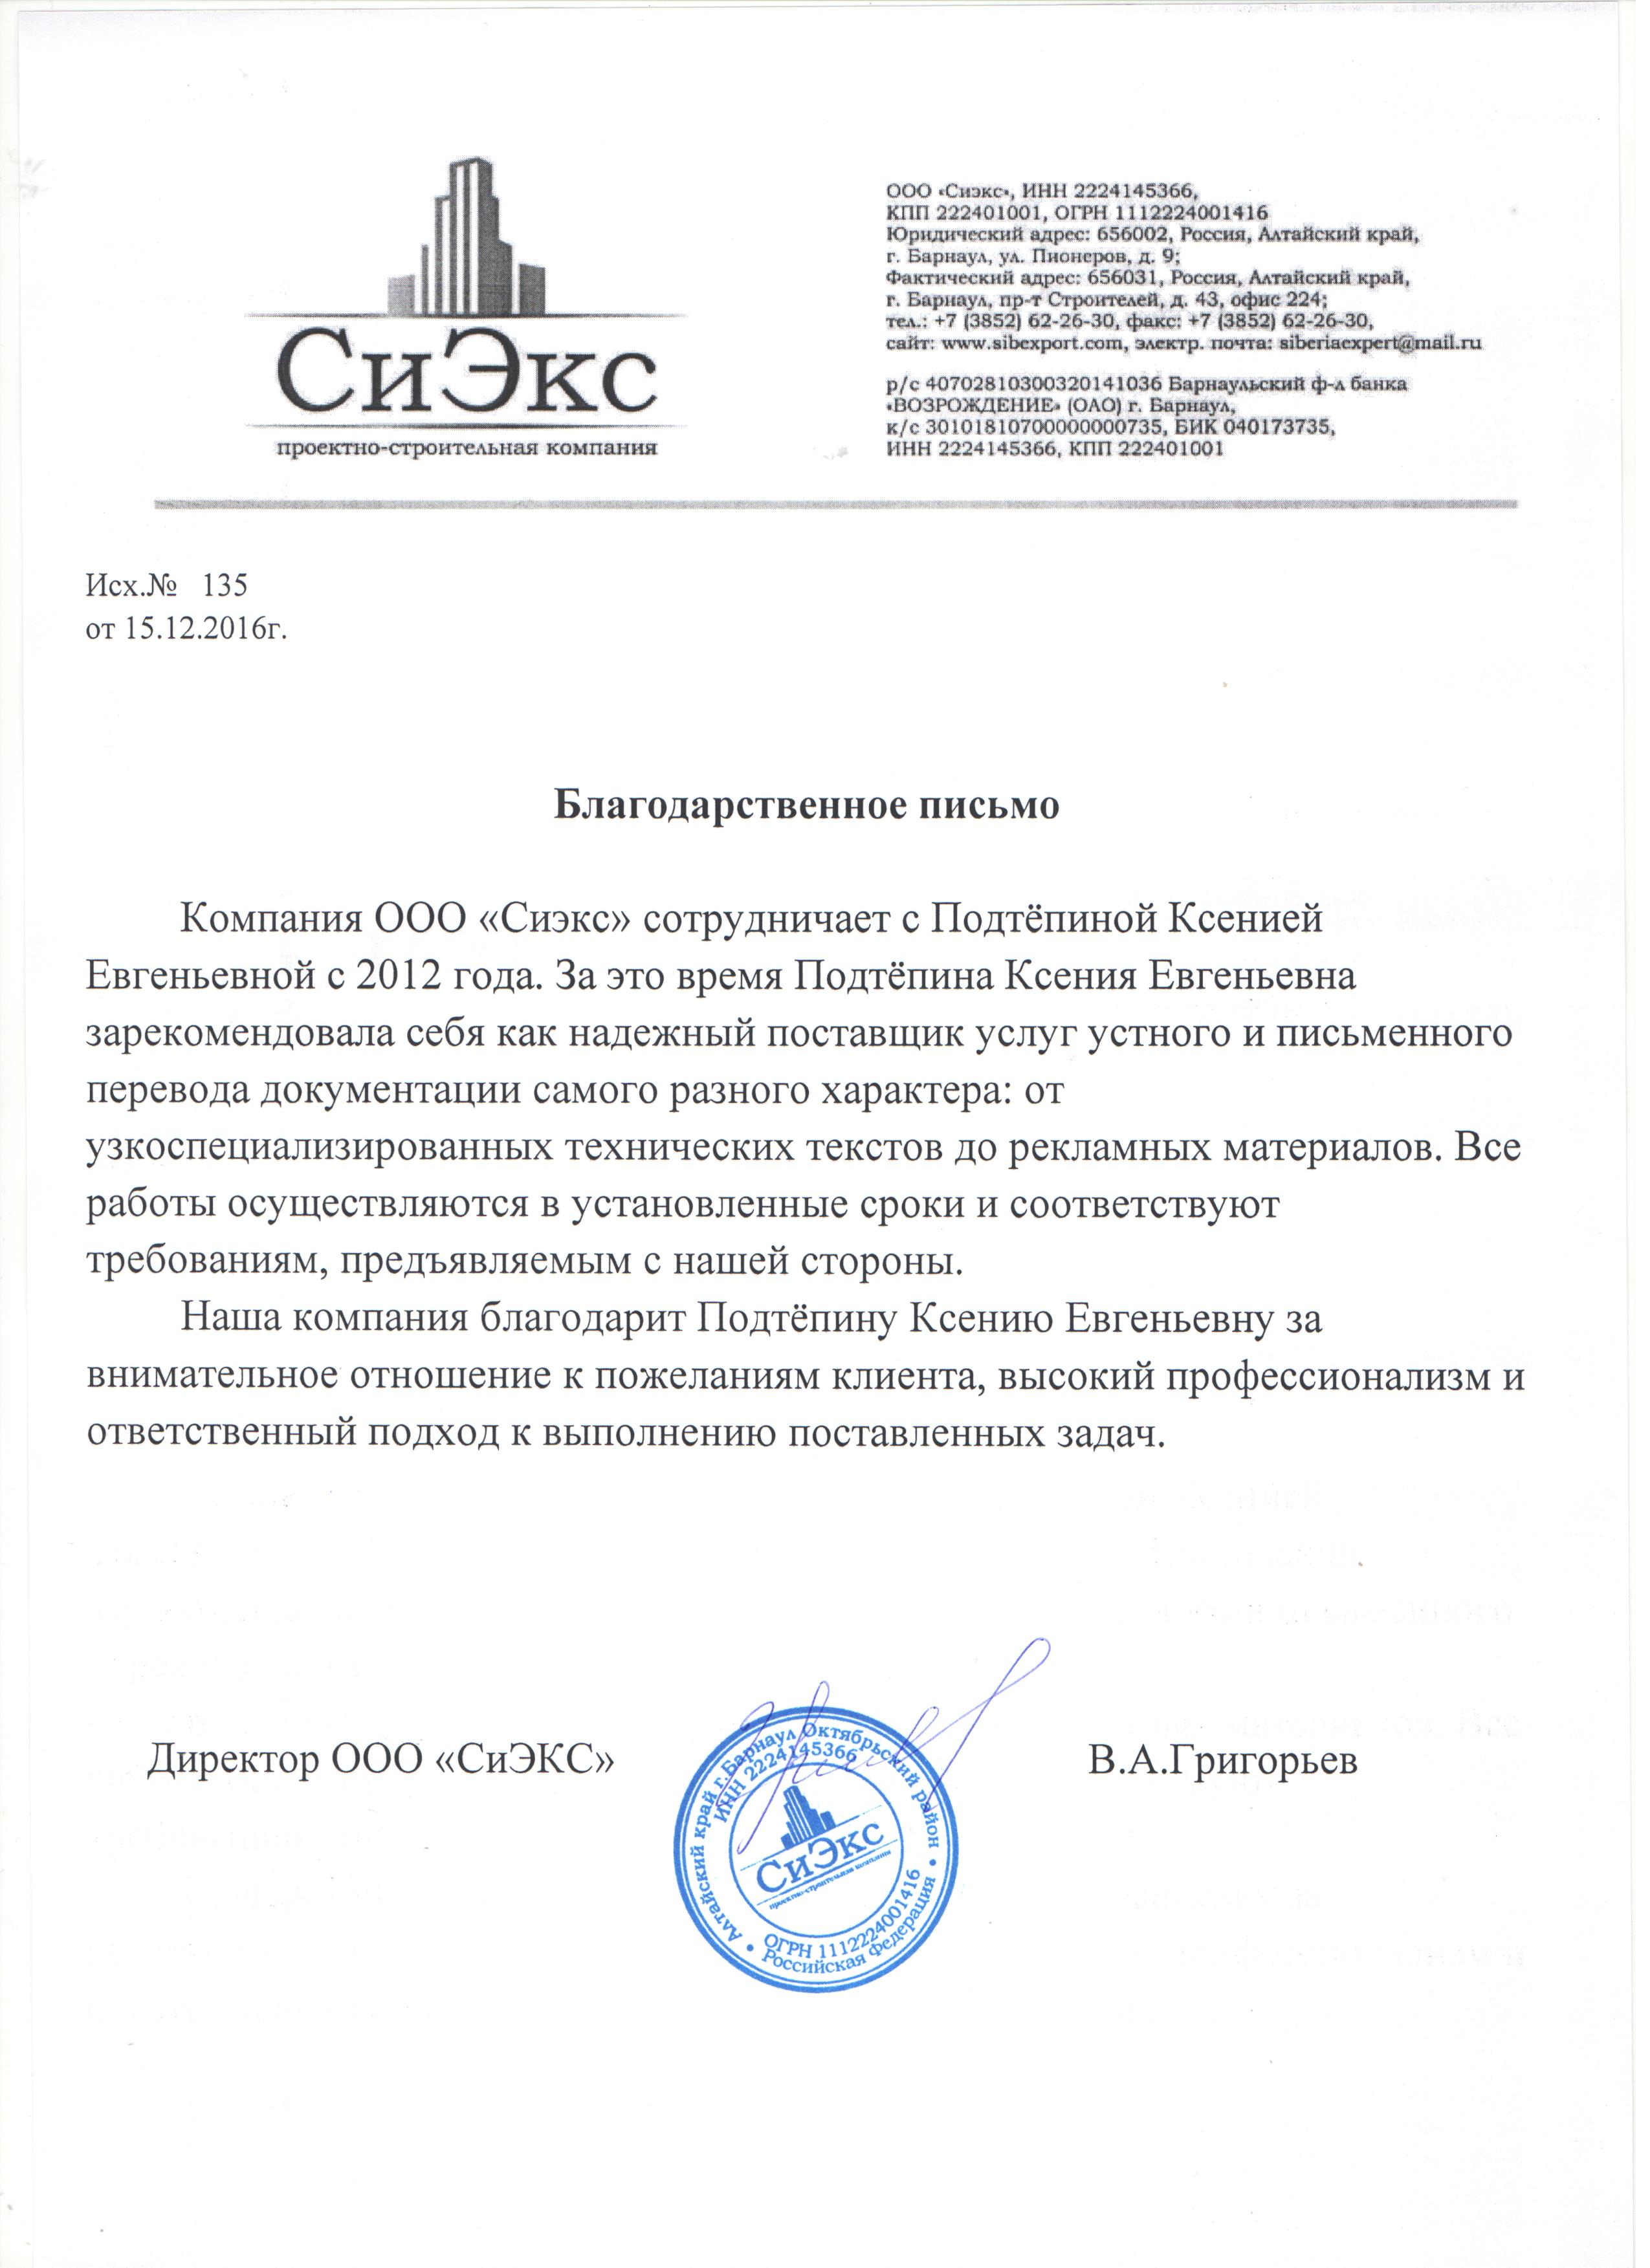 СиЭкс
проектно-строительная компания
ООО «Сиэкс», ИНН 2224145366,
КПП 222401001, ОГРН 1112224001416
Юридический адрес: 656002, Россия, Алтайский край,
г. Барнаул, ул. Пионеров, д. 9;
Фактический адрес: 656031, Россия, Алтайский край,
г. Барнаул, пр-т Строителей, д. 43, офис 224;
тел.: +7 (3852) 62-26-30, факс: +7 (3852) 62-26-30,
сайт: www.sibexport.com, электр. почта: siberiaexpert@mail.ru
р/с 40702810300320141036 Барнаульский ф-л банка
«ВОЗРОЖДЕНИЕ» (ОАО) г. Барнаул,
к/с 30101810700000000735, БИК 040173735,
ИНН 2224145366, КПП 222401001
Исх.№ 135
от 15.12.2016г.
Благодарственное письмо
Компания ООО «Сиэкс» сотрудничает с Подтёпиной Ксенией
Евгеньевной с 2012 года. За это время Подтёпина Ксения Евгеньевна
зарекомендовала себя как надежный поставщик услуг устного и письменного
перевода документации самого разного характера: от
узкоспециализированных технических текстов до рекламных материалов. Все
работы осуществляются в установленные сроки и соответствуют
требованиям, предъявляемым с нашей стороны.
Наша компания благодарит Подтёпину Ксению Евгеньевну за
внимательное отношение к пожеланиям клиента, высокий профессионализм и
ответственный подход к выполнению поставленных задач.
Директор ООО «СиЭКС»
В.А.Григорьев
Алтайский край г.Барнаул Октябрьский район
ИНН 2224145366
СиЭкс
проектно-строительная компания
ОГРН 1112224001416
• Российская Федерация •